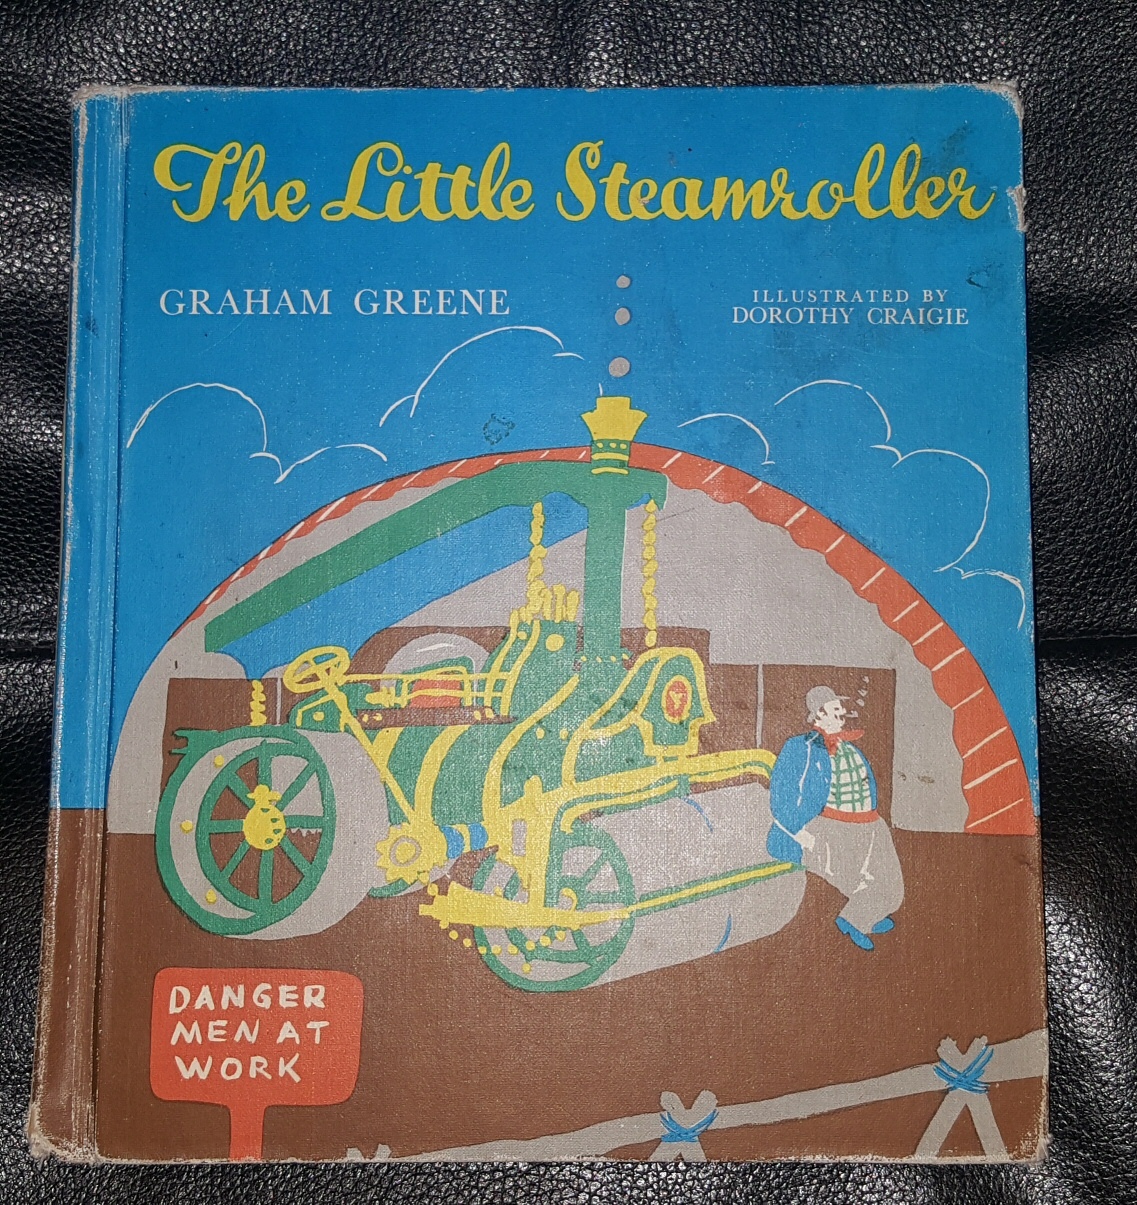 The Little Steamroller
GRAHAM GREENE
ILLUSTRATED BY
DOROTHY CRAIGIE
DANGER
MEN AT
WORK